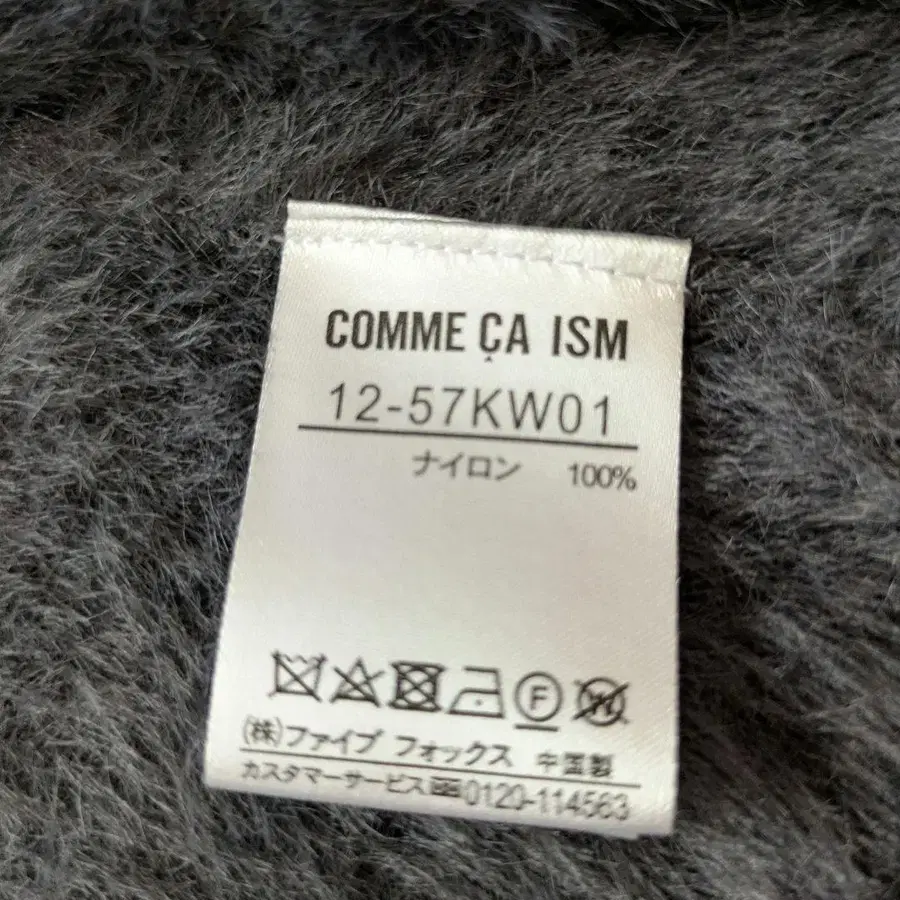 COMME ÇA ISM
12-57KW01
ナイロン 100%
F W
(株)ファイブ フォックス 中国製
カスタマーサービス 0120-114563